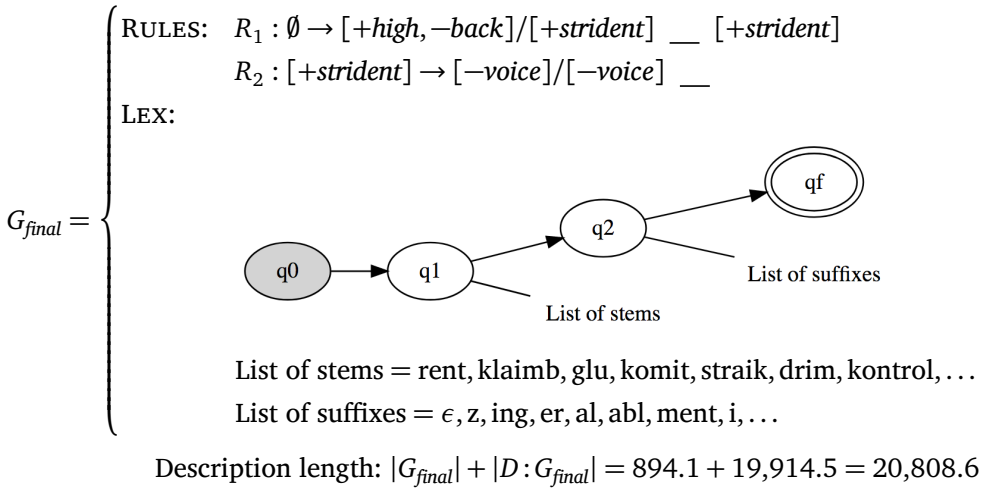 RULES: R₁ : ∅ → [+high, −back]/[+strident] __ [+strident]
R₂ : [+strident] → [−voice]/[−voice] __
LEX:
G_final =
qf
q2
q0
q1
List of suffixes
List of stems
List of stems = rent, klaimb, glu, komit, straik, drim, kontrol, …
List of suffixes = ϵ, z, ing, er, al, abl, ment, i, …
Description length: |G_final| + |D : G_final| = 894.1 + 19,914.5 = 20,808.6